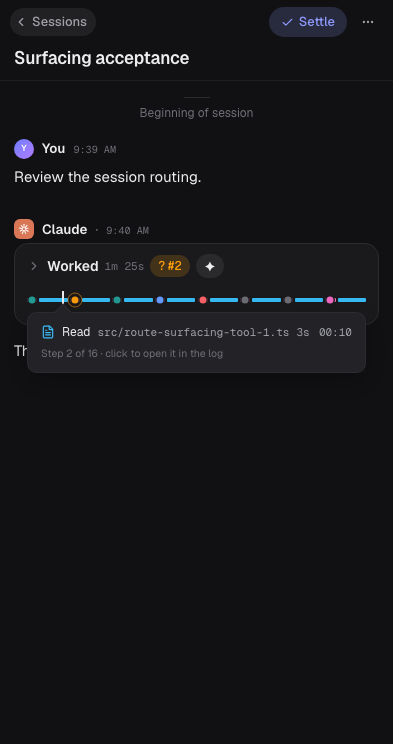 Sessions
Settle
Surfacing acceptance
Beginning of session
Y You 9:39 AM
Review the session routing.
Claude · 9:40 AM
Worked 1m 25s ? #2
Read src/route-surfacing-tool-1.ts 3s 00:10
Step 2 of 16 · click to open it in the log